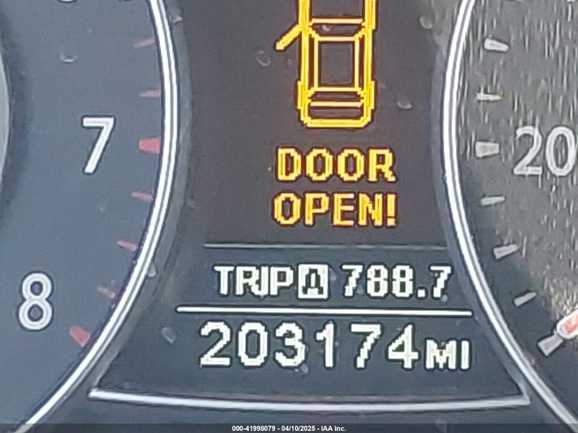 7
DOOR
OPEN!
20
TRIP A 788.7
8
203174 MI
000-41998079 - 04/10/2025 - IAA Inc.